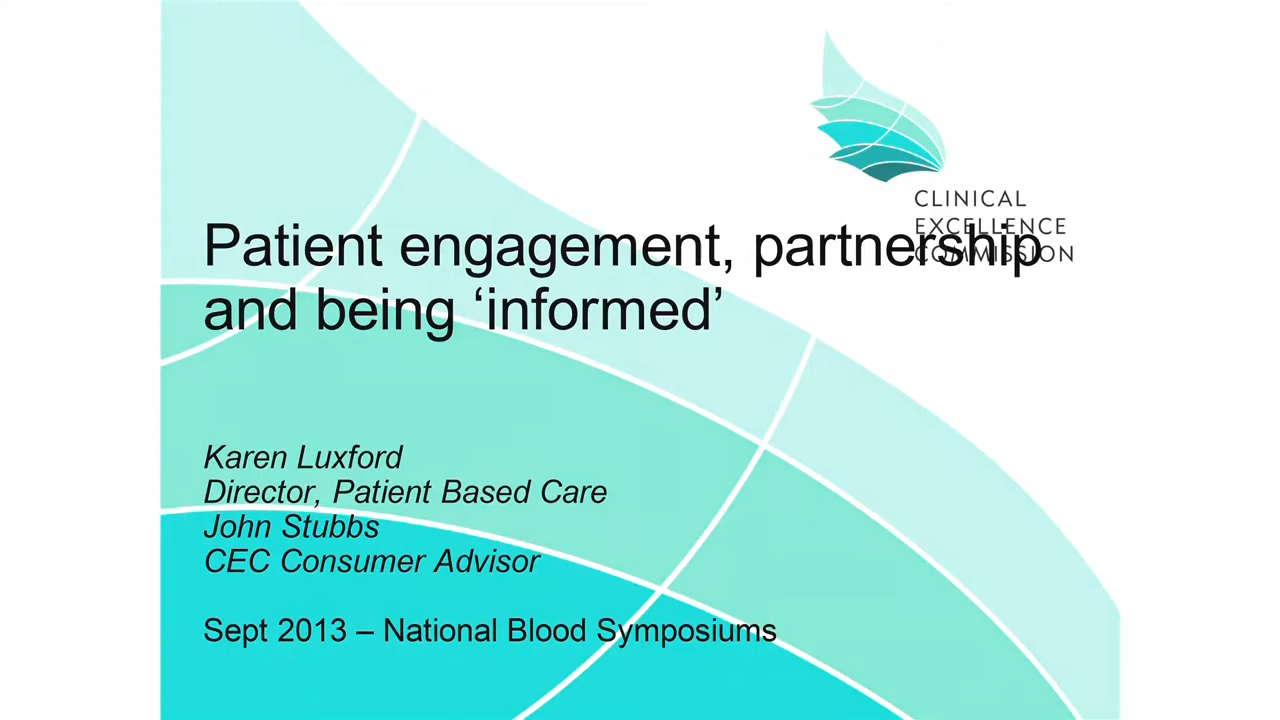 CLINICAL
EXCELLENCE
COMMISSION
Patient engagement, partnership
and being ‘informed’
Karen Luxford
Director, Patient Based Care
John Stubbs
CEC Consumer Advisor
Sept 2013 – National Blood Symposiums